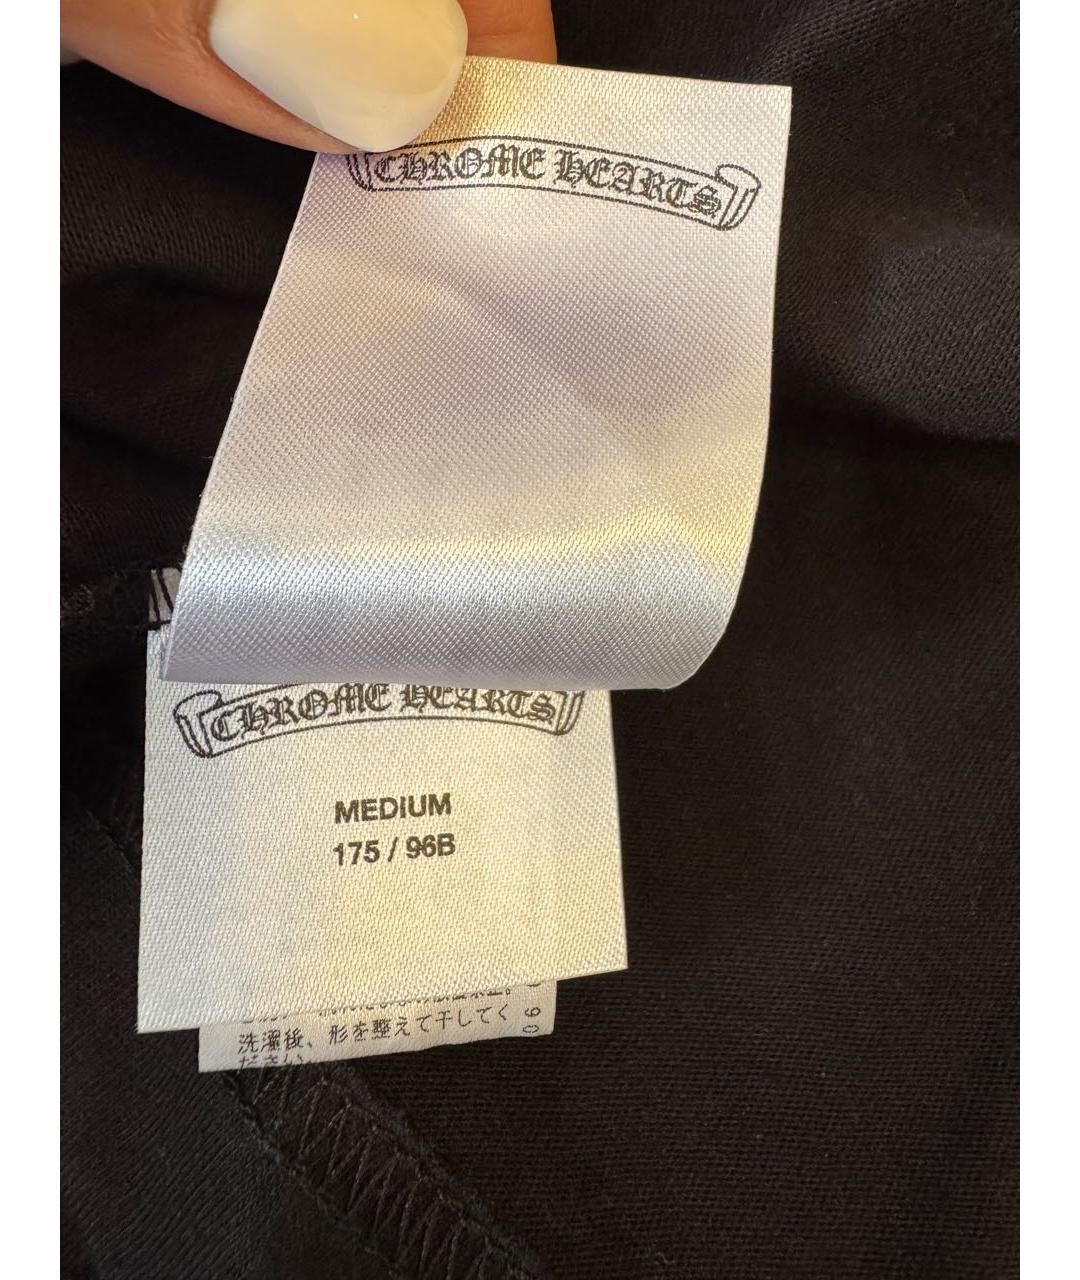 CHROME HEARTS
CHROME HEARTS
MEDIUM
175 / 96B
洗濯後、形を整えて干してく
ださい。